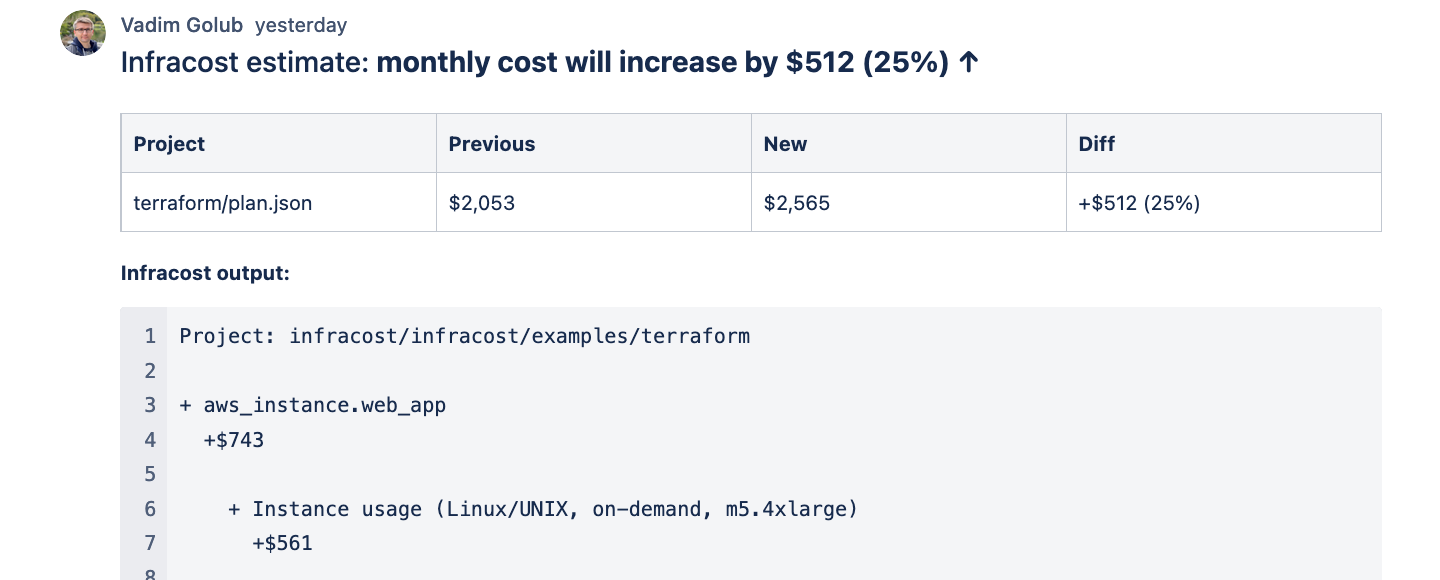 Vadim Golub yesterday
Infracost estimate: monthly cost will increase by $512 (25%) ↑
Project Previous New Diff
terraform/plan.json $2,053 $2,565 +$512 (25%)
Infracost output:
1 Project: infracost/infracost/examples/terraform
2
3 + aws_instance.web_app
4 +$743
5
6 + Instance usage (Linux/UNIX, on-demand, m5.4xlarge)
7 +$561
8